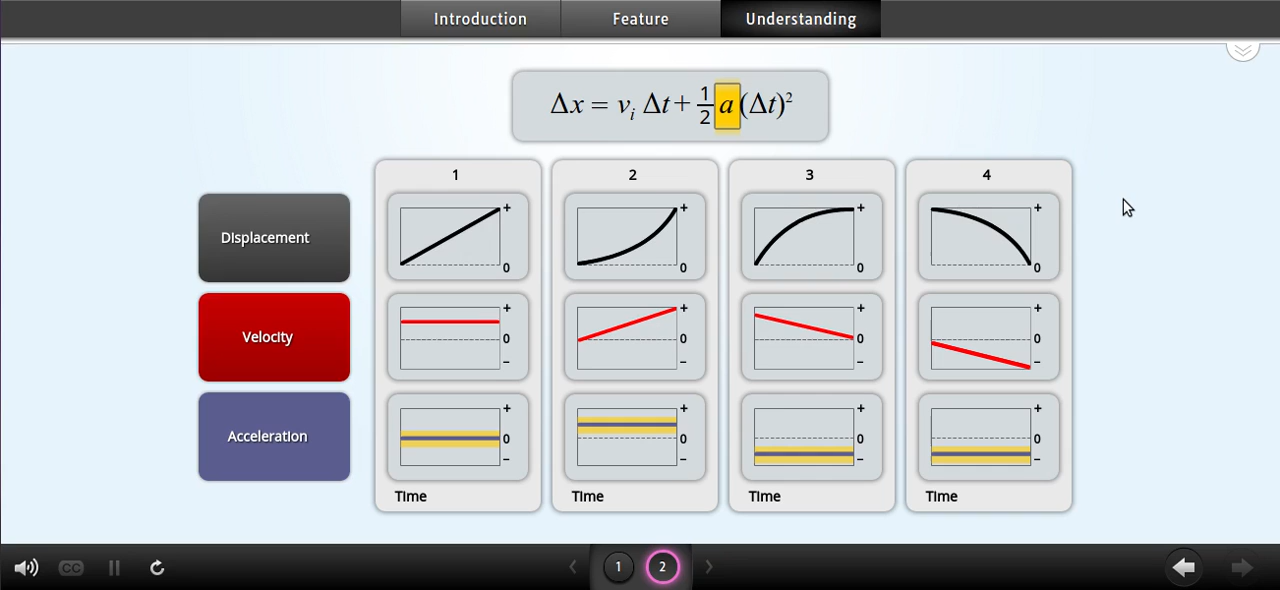 Introduction Feature Understanding
Δx = v_i Δt + 1/2 a (Δt)²
1 2 3 4
Displacement
+ + + +
0 0 0 0
Velocity
+ + + +
0 0 0 0
− − − −
Acceleration
+ + + +
0 0 0 0
− − − −
Time Time Time Time
CC 1 2